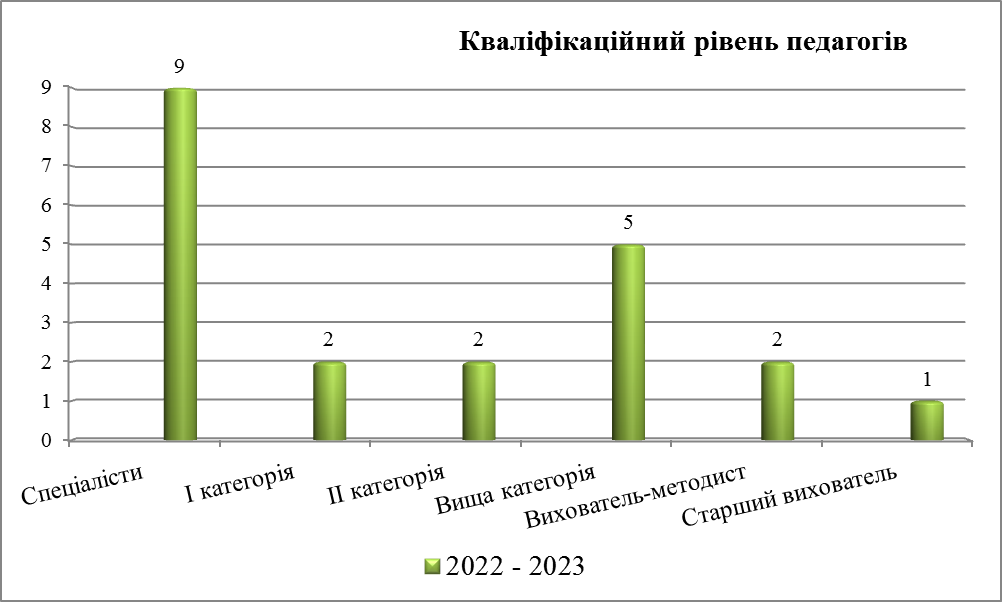 Кваліфікаційний рівень педагогів
9
9
8
7
6
5
4
3
2
1
0
2
2
5
2
1
Спеціалісти
І категорія
ІІ категорія
Вища категорія
Вихователь-методист
Старший вихователь
2022 - 2023